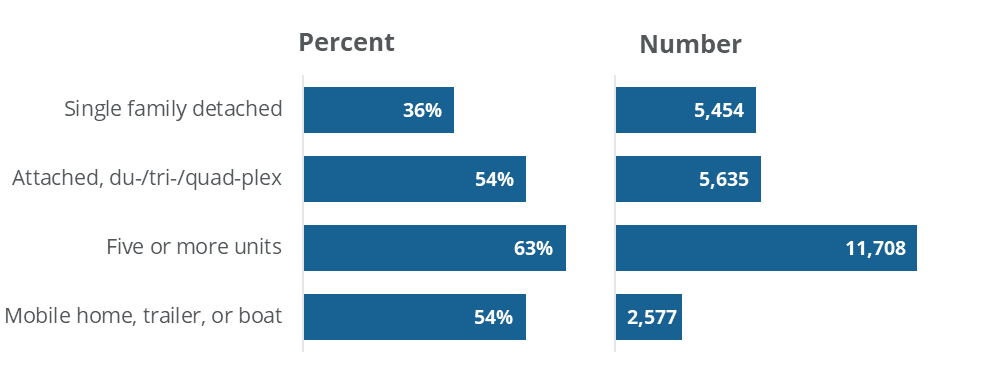 Percent Number
Single family detached 36% 5,454
Attached, du-/tri-/quad-plex 54% 5,635
Five or more units 63% 11,708
Mobile home, trailer, or boat 54% 2,577